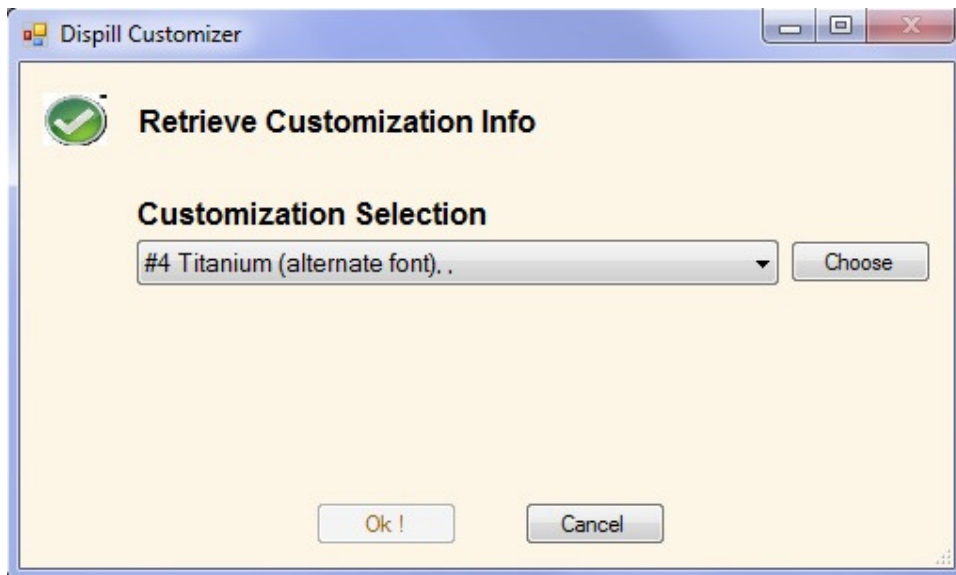 Dispill Customizer
Retrieve Customization Info
Customization Selection
#4 Titanium (alternate font), ,
Choose
Ok !
Cancel